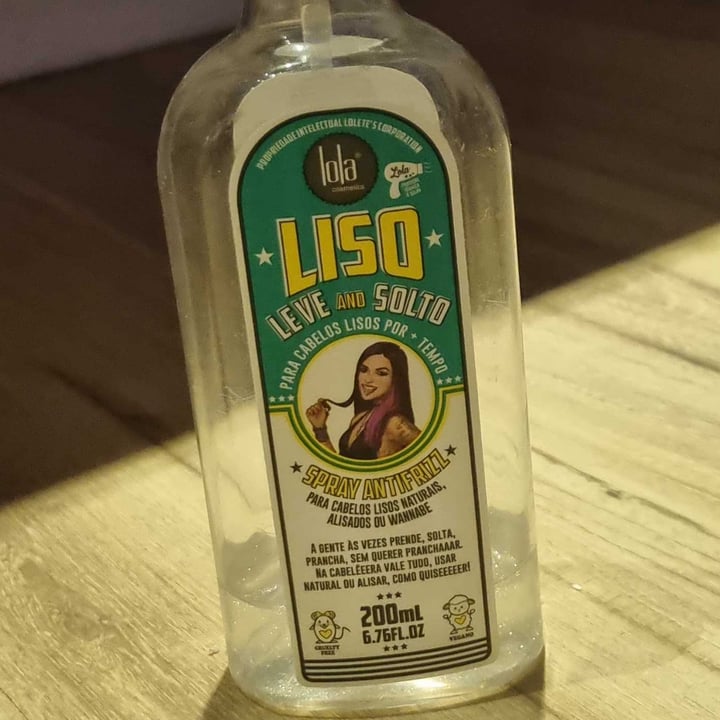 PROPRIEDADE INTELECTUAL LOLETE'S CORPORATION
lola
cosmetics
Lola
LISO
LEVE AND SOLTO
PARA CABELOS LISOS POR + TEMPO
SPRAY ANTIFRIZZ
PARA CABELOS LISOS NATURAIS,
ALISADOS OU WANNABE
A GENTE ÀS VEZES PRENDE, SOLTA,
PRANCHA, SEM QUERER PRANCHAAAR.
NA CABELÊEERA VALE TUDO, USAR
NATURAL OU ALISAR, COMO QUISEEEEER!
200mL
6.76FL.OZ
CRUELTY
FREE
VEGANO